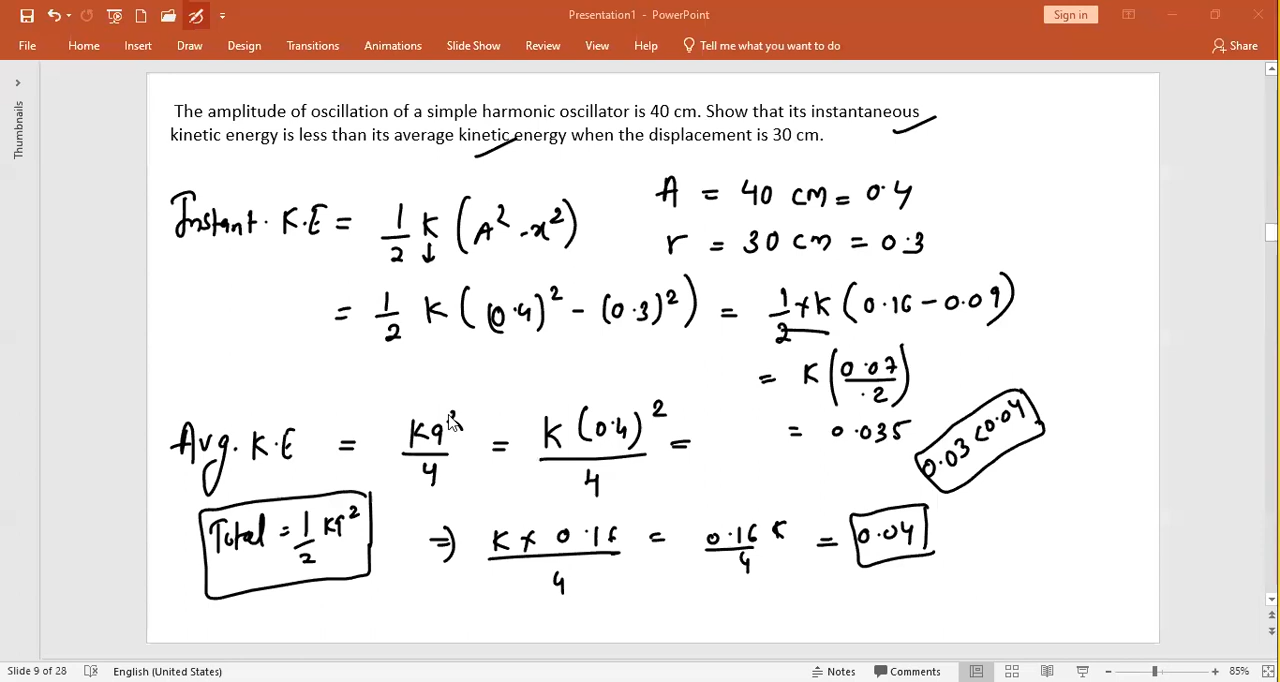 Presentation1 - PowerPoint
Sign in
File Home Insert Draw Design Transitions Animations Slide Show Review View Help Tell me what you want to do Share
Thumbnails
The amplitude of oscillation of a simple harmonic oscillator is 40 cm. Show that its instantaneous
kinetic energy is less than its average kinetic energy when the displacement is 30 cm.
A = 40 cm = 0.4
Instant. K.E = 1/2 K (A² - x²)
r = 30 cm = 0.3
= 1/2 K ((0.4)² - (0.3)²) = 1/2 × K (0.16 - 0.09)
= K (0.07/.2)
= 0.035
0.03 < 0.04
Avg. K.E = Ka²/4 = K (0.4)²/4 =
Total = 1/2 Ka²
⇒ K × 0.16/4 = 0.16 K/4 = 0.04
Slide 9 of 28 English (United States) Notes Comments 85%